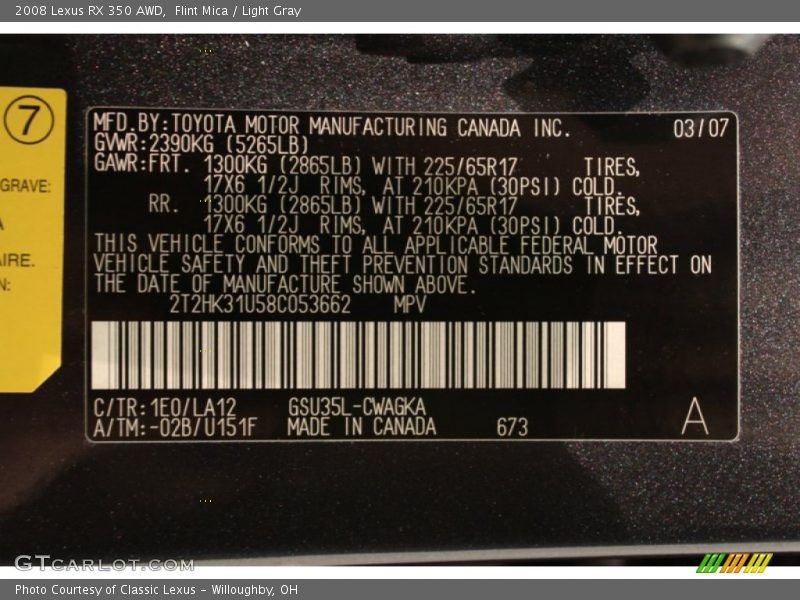 2008 Lexus RX 350 AWD,  Flint Mica / Light Gray
7
GRAVE:
A
AIRE.
N:
MFD.BY:TOYOTA MOTOR MANUFACTURING CANADA INC. 03/07
GVWR:2390KG (5265LB)
GAWR:FRT. 1300KG (2865LB) WITH 225/65R17 TIRES,
17X6 1/2J RIMS, AT 210KPA (30PSI) COLD.
RR. 1300KG (2865LB) WITH 225/65R17 TIRES,
17X6 1/2J RIMS, AT 210KPA (30PSI) COLD.
THIS VEHICLE CONFORMS TO ALL APPLICABLE FEDERAL MOTOR
VEHICLE SAFETY AND THEFT PREVENTION STANDARDS IN EFFECT ON
THE DATE OF MANUFACTURE SHOWN ABOVE.
2T2HK31U58C053662 MPV
C/TR:1E0/LA12 GSU35L-CWAGKA
A/TM:-02B/U151F MADE IN CANADA 673 A
GTcarlot.com
Photo Courtesy of Classic Lexus - Willoughby, OH